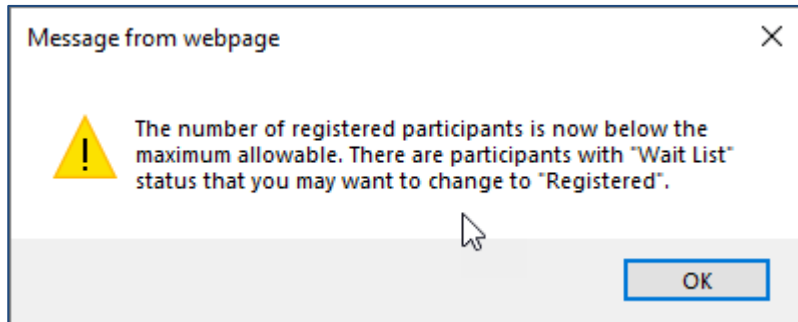 Message from webpage
The number of registered participants is now below the
maximum allowable. There are participants with "Wait List"
status that you may want to change to "Registered".
OK